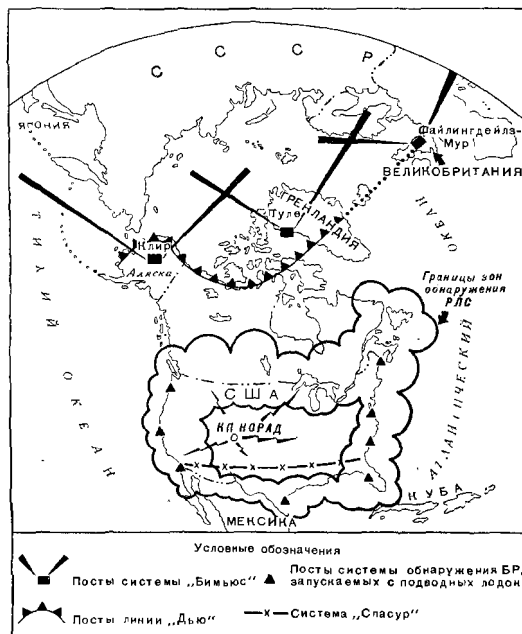 С С С Р
ЯПОНИЯ
Файлингдейлз-
Мур
ВЕЛИКОБРИТАНИЯ
ГРЕНЛАНДИЯ
Туле
Клир
Аляска
ТИХИЙ ОКЕАН
АТЛАНТИЧЕСКИЙ ОКЕАН
Границы зон
обнаружения
РЛС
США
КП НОРАД
КУБА
МЕКСИКА
Условные обозначения
Посты системы „Бимьюс"
Посты системы обнаружения БР,
запускаемых с подводных лодок
Посты линии „Дью"
Система „Спасур"